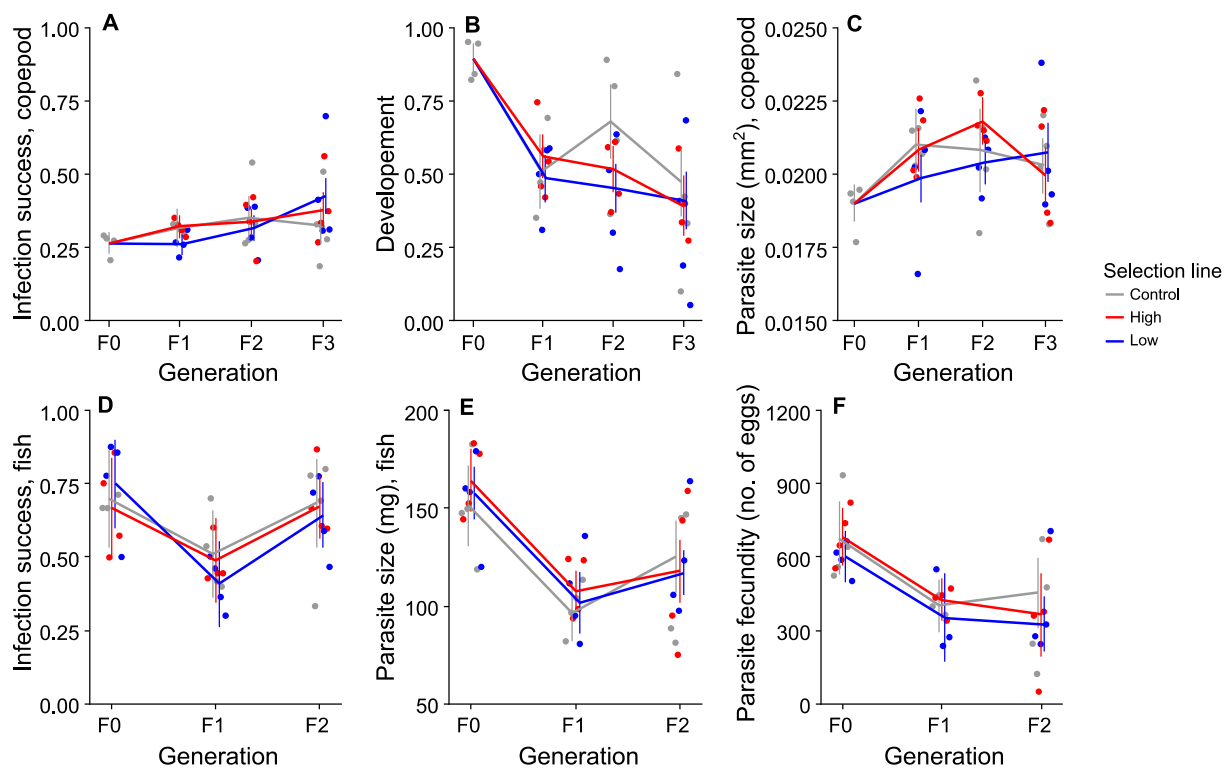 A
Infection success, copepod
1.00
0.75
0.50
0.25
0.00
F0 F1 F2 F3
Generation
B
Developement
1.00
0.75
0.50
0.25
0.00
F0 F1 F2 F3
Generation
C
Parasite size (mm²), copepod
0.0250
0.0225
0.0200
0.0175
0.0150
F0 F1 F2 F3
Generation
Selection line
Control
High
Low
D
Infection success, fish
1.00
0.75
0.50
0.25
0.00
F0 F1 F2
Generation
E
Parasite size (mg), fish
200
150
100
50
F0 F1 F2
Generation
F
Parasite fecundity (no. of eggs)
1200
900
600
300
0
F0 F1 F2
Generation